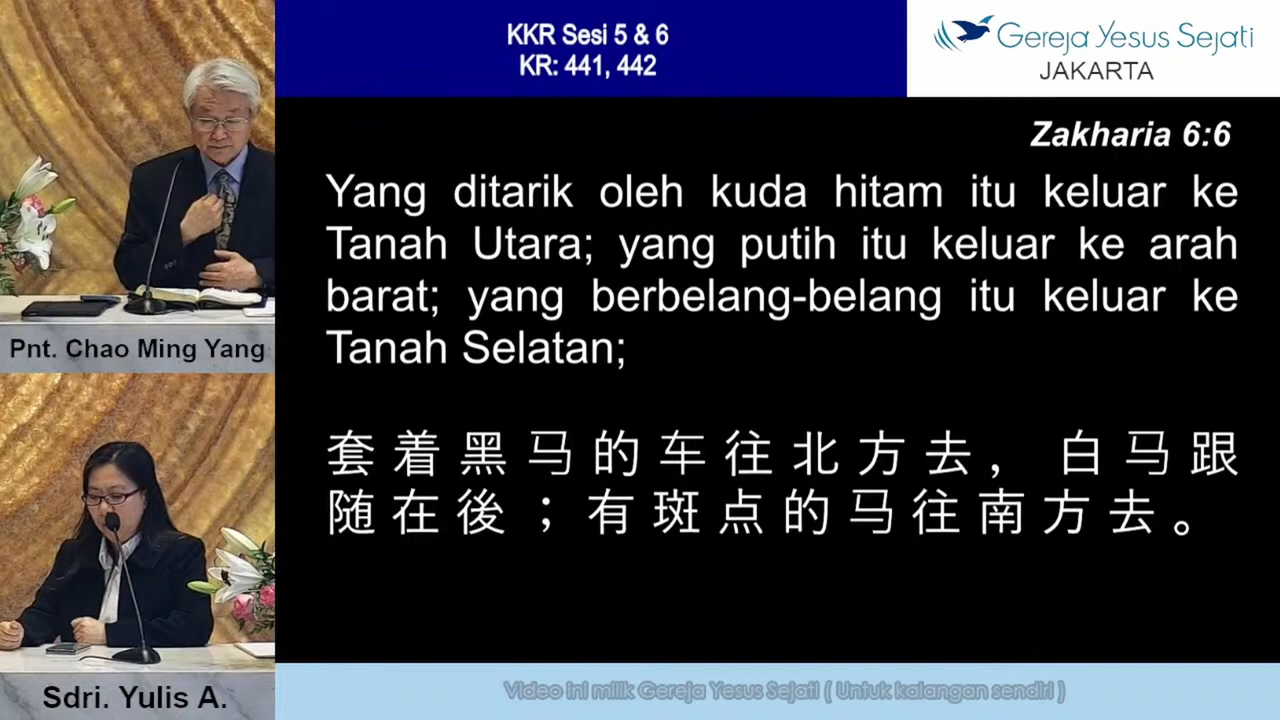 KKR Sesi 5 & 6
KR: 441, 442
Gereja Yesus Sejati
JAKARTA
Zakharia 6:6
Yang ditarik oleh kuda hitam itu keluar ke
Tanah Utara; yang putih itu keluar ke arah
barat; yang berbelang-belang itu keluar ke
Tanah Selatan;
套着黑马的车往北方去，白马跟
随在後；有斑点的马往南方去。
Pnt. Chao Ming Yang
Sdri. Yulis A.
Video ini milik Gereja Yesus Sejati ( Untuk kalangan sendiri )